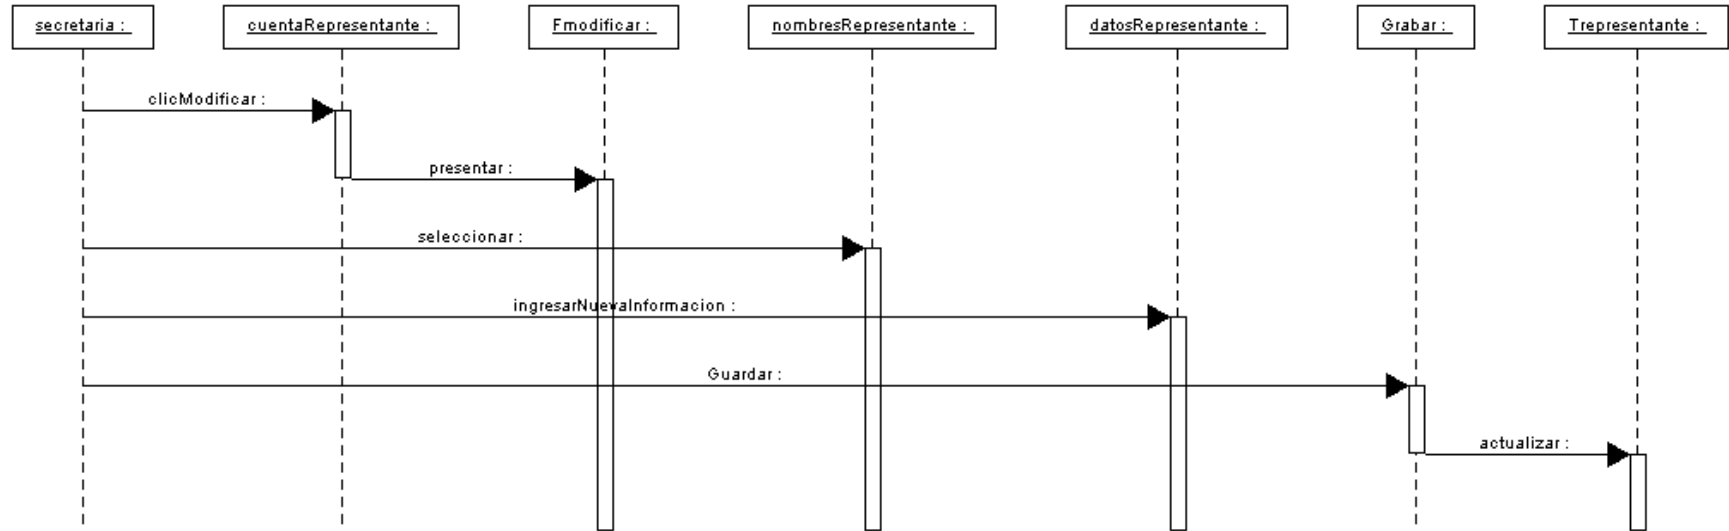 secretaria :
cuentaRepresentante :
Fmodificar :
nombresRepresentante :
datosRepresentante :
Grabar :
Trepresentante :
clicModificar :
presentar :
seleccionar :
ingresarNuevaInformacion :
Guardar :
actualizar :